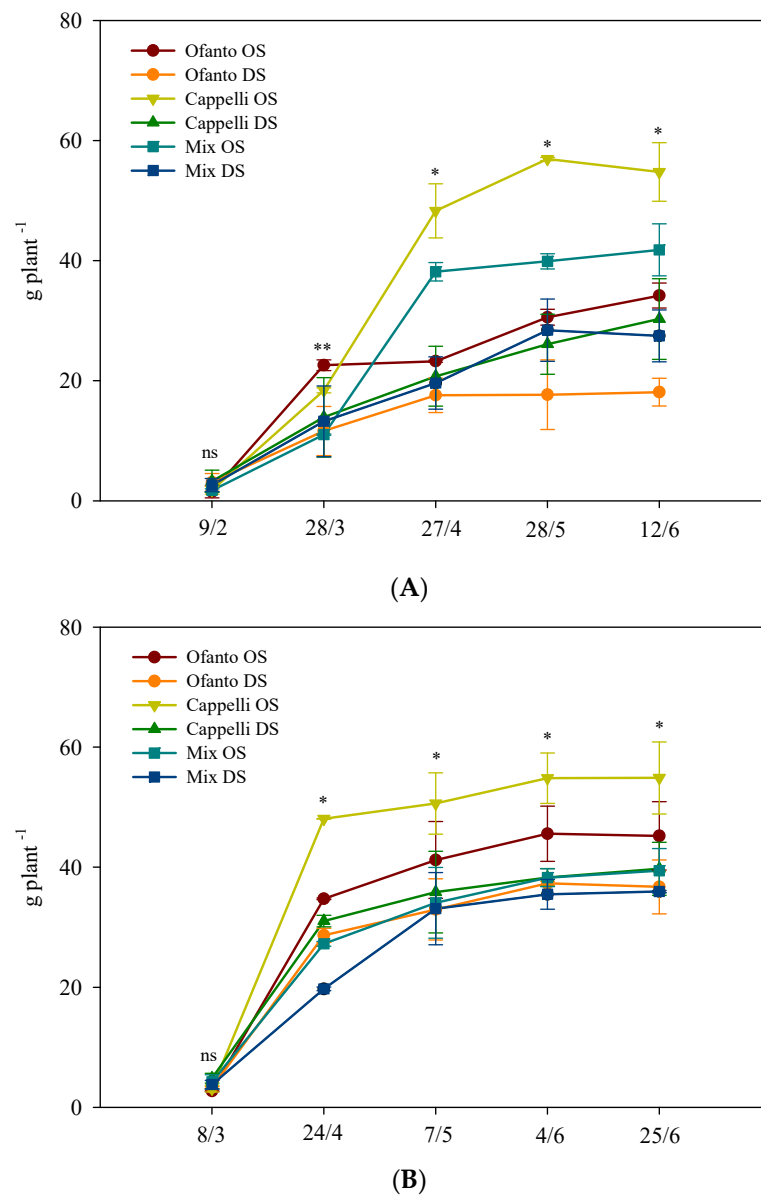 80
60
40
20
0
g plant -1
Ofanto OS
Ofanto DS
Cappelli OS
Cappelli DS
Mix OS
Mix DS
ns
**
*
*
*
9/2 28/3 27/4 28/5 12/6
(A)
80
60
40
20
0
g plant -1
Ofanto OS
Ofanto DS
Cappelli OS
Cappelli DS
Mix OS
Mix DS
ns
*
*
*
*
8/3 24/4 7/5 4/6 25/6
(B)